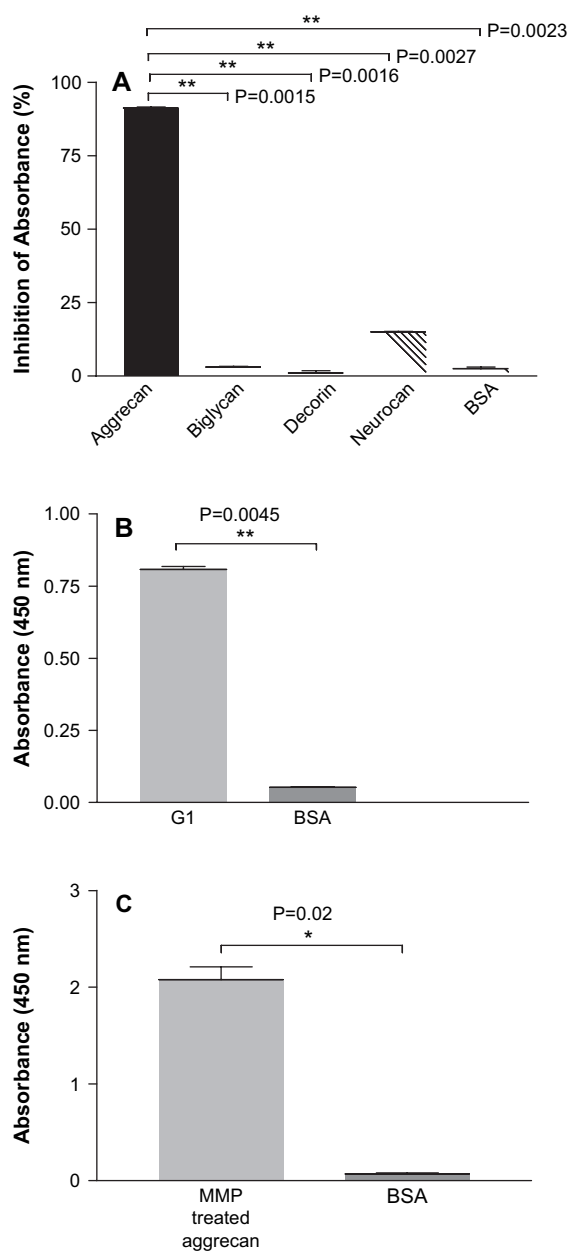 ** P=0.0023
** P=0.0027
** P=0.0016
** P=0.0015
A
Inhibition of Absorbance (%)
100
75
50
25
0
Aggrecan Biglycan Decorin Neurocan BSA
B
P=0.0045
**
Absorbance (450 nm)
1.00
0.75
0.50
0.25
0.00
G1 BSA
C
P=0.02
*
Absorbance (450 nm)
3
2
1
0
MMP BSA
treated
aggrecan